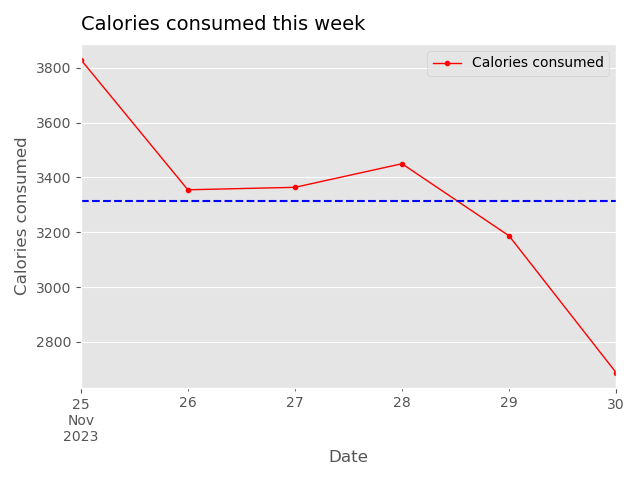 Calories consumed this week
Calories consumed
3800
3600
3400
3200
3000
2800
Calories consumed
25
Nov
2023
26
27
28
29
30
Date